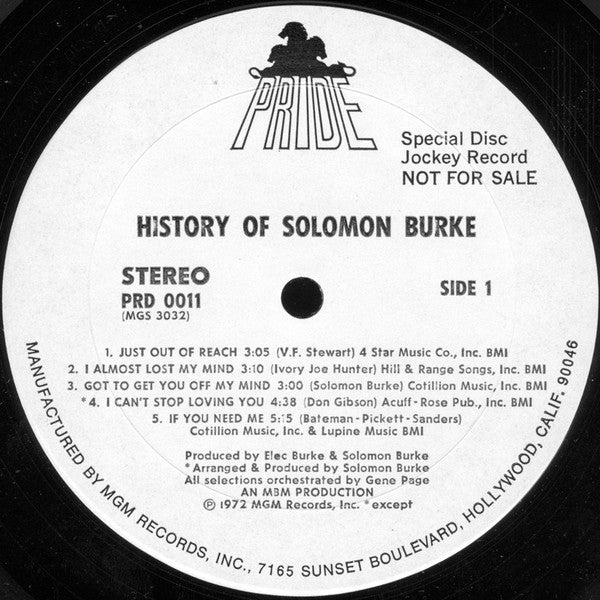 PRIDE
Special Disc
Jockey Record
NOT FOR SALE
HISTORY OF SOLOMON BURKE
STEREO
PRD 0011
(MGS 3032)
SIDE 1
1. JUST OUT OF REACH 3:05 (V.F. Stewart) 4 Star Music Co., Inc. BMI
2. I ALMOST LOST MY MIND 3:10 (Ivory Joe Hunter) Hill & Range Songs, Inc. BMI
3. GOT TO GET YOU OFF MY MIND 3:00 (Solomon Burke) Cotillion Music, Inc. BMI
*4. I CAN'T STOP LOVING YOU 4:38 (Don Gibson) Acuff-Rose Pub., Inc. BMI
5. IF YOU NEED ME 5:15 (Bateman-Pickett-Sanders)
Cotillion Music, Inc. & Lupine Music BMI
Produced by Elec Burke & Solomon Burke
*Arranged & Produced by Solomon Burke
All selections orchestrated by Gene Page
AN MBM PRODUCTION
Ⓟ 1972 MGM Records, Inc. *except
MANUFACTURED BY MGM RECORDS, INC., 7165 SUNSET BOULEVARD, HOLLYWOOD, CALIF. 90046